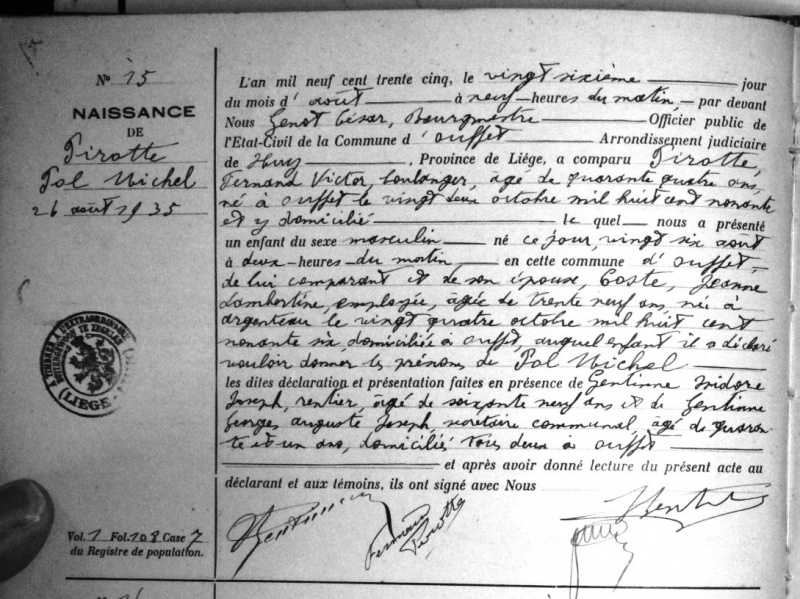 No 15
NAISSANCE
DE
Pirotte
Pol Michel
26 août 1935
L'an mil neuf cent trente cinq, le vingt sixième jour
du mois d' août à neuf heures du matin, par devant
Nous Genot César, Bourgmestre Officier public de
l'Etat-Civil de la Commune d' Ouffet Arrondissement judiciaire
de Huy, Province de Liége, a comparu Pirotte,
Fernand Victor, boulanger, âgé de quarante quatre ans,
né à Ouffet le vingt deux octobre mil huit cent nonante
et y domicilié le quel nous a présenté
un enfant du sexe masculin né ce jour, vingt six août
à deux heures du matin en cette commune d' Ouffet,
de lui comparant et de son épouse, Coste, Jeanne
Lambertine, employée, âgée de trente neuf ans, née à
Argenteau le vingt quatre octobre mil huit cent
nonante six, domiciliée à Ouffet, auquel enfant il a déclaré
vouloir donner les prénoms de Pol Michel
les dites déclaration et présentation faites en présence de Gentinne Isidore
Joseph, rentier, âgé de soixante neuf ans et de Gentinne
Georges Auguste Joseph, secrétaire communal, âgé de quaran-
te et un ans, domiciliés tous deux à Ouffet
et après avoir donné lecture du présent acte au
déclarant et aux témoins, ils ont signé avec Nous
Fernand
Pirotte
LIEGE
Vol. 1 Fol. 108 Case 7
du Registre de population.